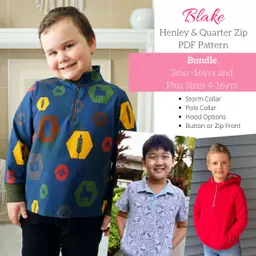 Blake
Henley & Quarter Zip
PDF Pattern
Bundle
3mo -16yrs and
Plus Sizes 4-16yrs
• Storm Collar
• Polo Collar
• Hood Options
• Button or Zip Front